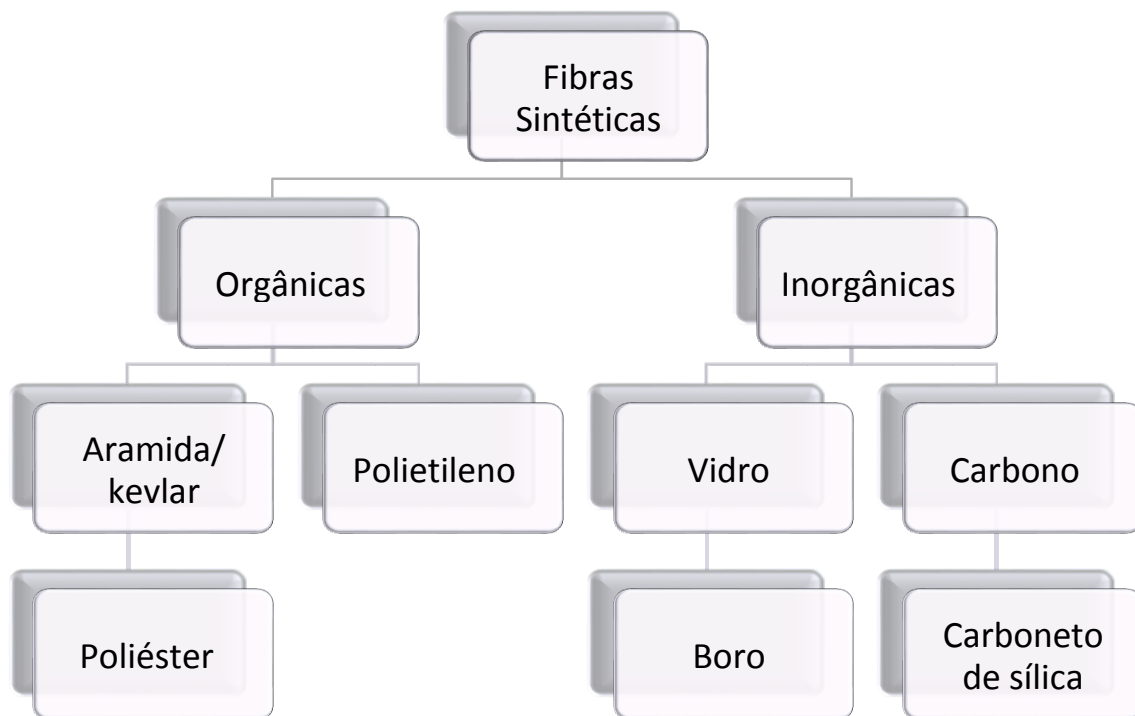 Fibras
Sintéticas
Orgânicas
Inorgânicas
Aramida/
kevlar
Polietileno
Vidro
Carbono
Poliéster
Boro
Carboneto
de sílica